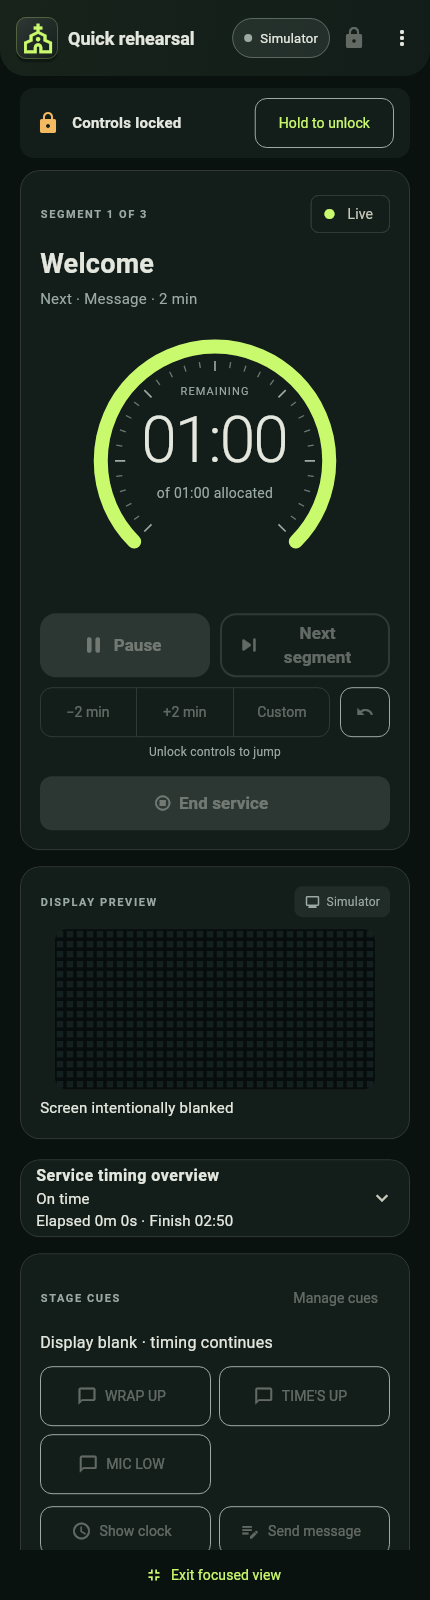 Quick rehearsal
Simulator
Controls locked
Hold to unlock
SEGMENT 1 OF 3
Live
Welcome
Next · Message · 2 min
REMAINING
01:00
of 01:00 allocated
Pause
Next
segment
−2 min
+2 min
Custom
Unlock controls to jump
End service
DISPLAY PREVIEW
Simulator
Screen intentionally blanked
Service timing overview
On time
Elapsed 0m 0s · Finish 02:50
STAGE CUES
Manage cues
Display blank · timing continues
WRAP UP
TIME'S UP
MIC LOW
Show clock
Send message
Exit focused view